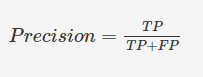 Precision = TP / TP+FP